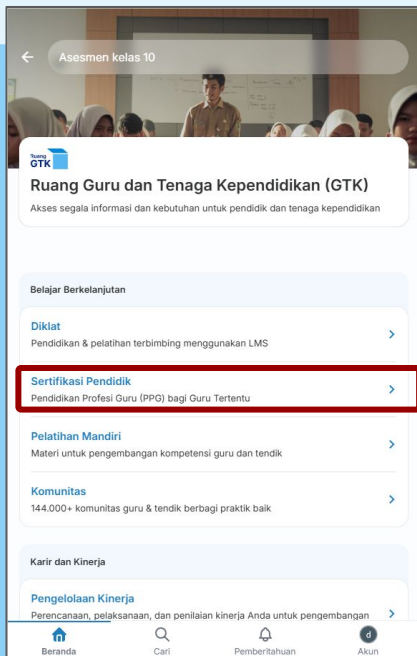 Asesmen kelas 10
Ruang
GTK
Ruang Guru dan Tenaga Kependidikan (GTK)
Akses segala informasi dan kebutuhan untuk pendidik dan tenaga kependidikan
Belajar Berkelanjutan
Diklat
Pendidikan & pelatihan terbimbing menggunakan LMS
Sertifikasi Pendidik
Pendidikan Profesi Guru (PPG) bagi Guru Tertentu
Pelatihan Mandiri
Materi untuk pengembangan kompetensi guru dan tendik
Komunitas
144.000+ komunitas guru & tendik berbagi praktik baik
Karir dan Kinerja
Pengelolaan Kinerja
Perencanaan, pelaksanaan, dan penilaian kinerja Anda untuk pengembangan
d
Beranda Cari Pemberitahuan Akun